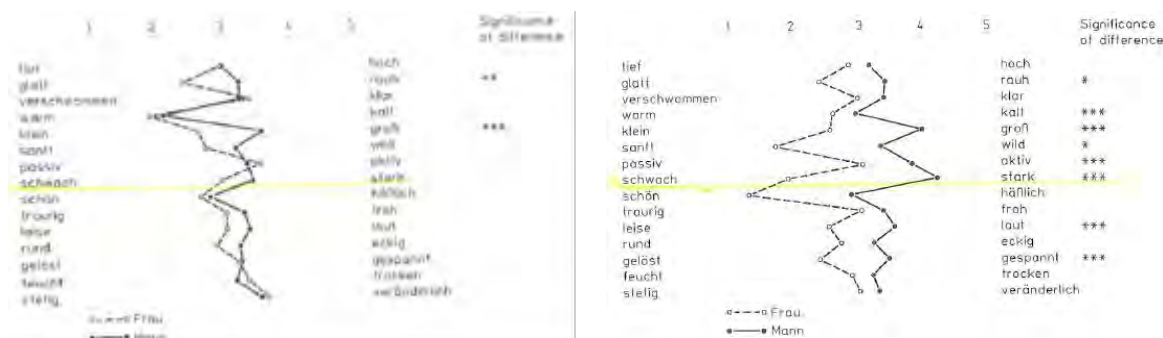 1 2 3 4 5 Significance of difference
tief hoch
glatt rauh **
verschwommen klar
warm kalt
klein groß ***
sanft wild
passiv aktiv
schwach stark
schön häßlich
traurig froh
leise laut
rund eckig
gelöst gespannt
feucht trocken
stetig veränderlich
Frau
Mann
1 2 3 4 5 Significance of difference
tief hoch
glatt rauh *
verschwommen klar
warm kalt ***
klein groß ***
sanft wild *
passiv aktiv ***
schwach stark ***
schön häßlich
traurig froh
leise laut ***
rund eckig
gelöst gespannt ***
feucht trocken
stetig veränderlich
Frau
Mann